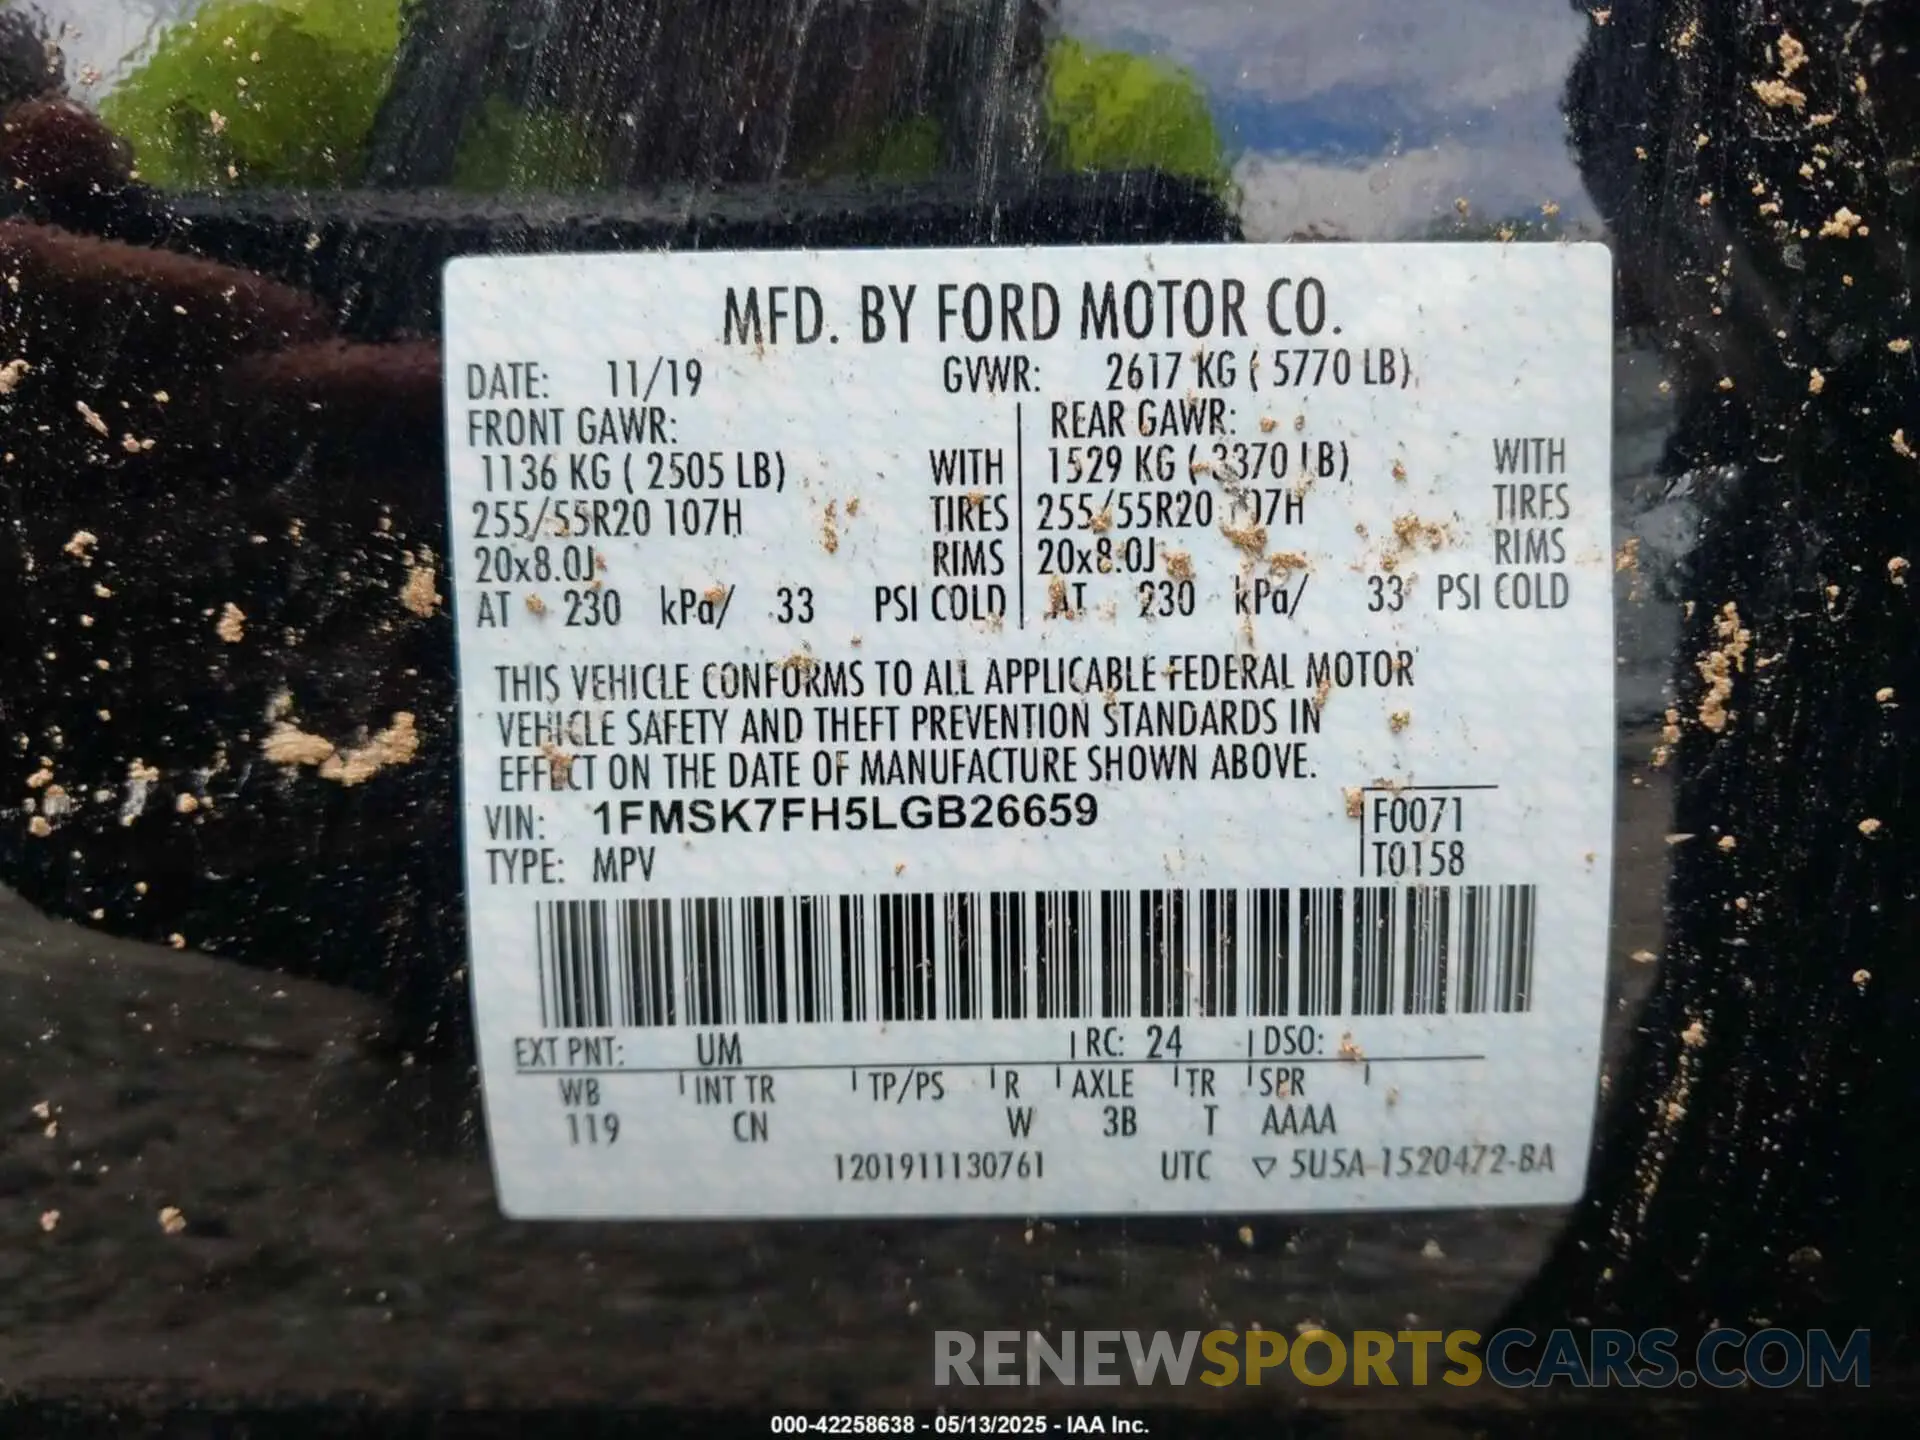 MFD. BY FORD MOTOR CO.
DATE: 11/19 GVWR: 2617 KG ( 5770 LB)
FRONT GAWR: REAR GAWR:
1136 KG ( 2505 LB) WITH 1529 KG ( 3370 LB) WITH
255/55R20 107H TIRES 255/55R20 107H TIRES
20x8.0J RIMS 20x8.0J RIMS
AT 230 kPa/ 33 PSI COLD AT 230 kPa/ 33 PSI COLD
THIS VEHICLE CONFORMS TO ALL APPLICABLE FEDERAL MOTOR
VEHICLE SAFETY AND THEFT PREVENTION STANDARDS IN
EFFECT ON THE DATE OF MANUFACTURE SHOWN ABOVE.
VIN: 1FMSK7FH5LGB26659 F0071
TYPE: MPV T0158
EXT PNT: UM RC: 24 DSO:
WB INT TR TP/PS R AXLE TR SPR
119 CN W 3B T AAAA
1201911130761 UTC ▽ 5U5A-1520472-BA
RENEWSPORTSCARS.COM
000-42258638 - 05/13/2025 - IAA Inc.